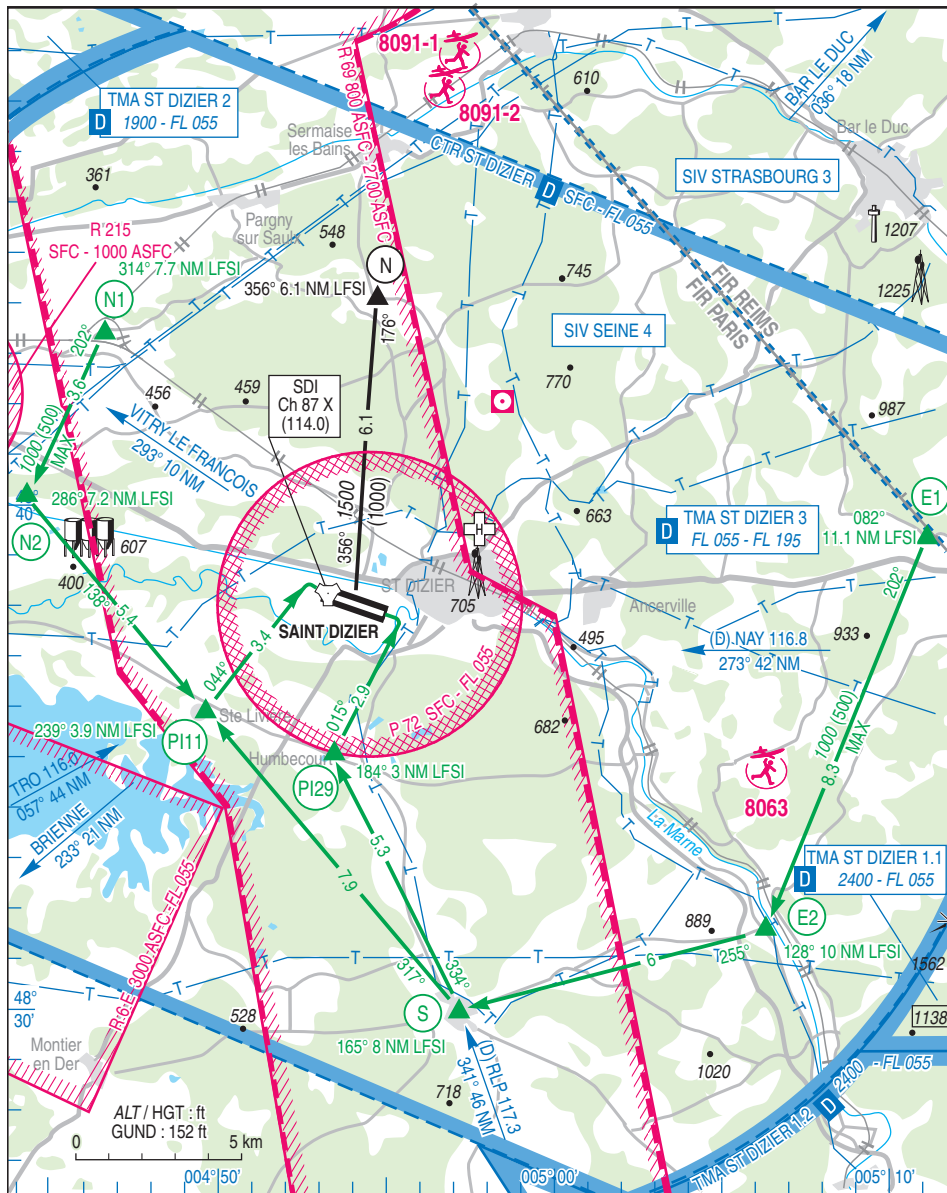 8091-1
8091-2
610
BAR LE DUC
036° 18 NM
Bar le Duc
TMA ST DIZIER 2
D
1900 - FL 055
R 69 800 ASFC - 2700 ASFC
Sermaise
les Bains
CTR ST DIZIER
D
SFC - FL 055
SIV STRASBOURG 3
361
Pargny
sur Saulx
R 215
SFC - 1000 ASFC
548
1207
314° 7.7 NM LFSI
N1
N
356° 6.1 NM LFSI
745
1225
176°
FIR REIMS
FIR PARIS
SIV SEINE 4
202°
3.6
1000 (500)
MAX
456
459
SDI
Ch 87 X
(114.0)
770
987
VITRY LE FRANCOIS
293° 10 NM
6.1
1500
(1000)
356°
286° 7.2 NM LFSI
40'
N2
607
400
H
663
TMA ST DIZIER 3
D
FL 055 - FL 195
E1
082°
11.1 NM LFSI
202°
138°
5.4
ST DIZIER
705
SAINT DIZIER
Ancerville
495
(D) NAY 116.8
273° 42 NM
933
044°
3.4
015°
2.9
P 72 SFC - FL 055
Ste Livière
239° 3.9 NM LFSI
PI11
Humbecourt
184° 3 NM LFSI
PI29
682
1000 (500)
MAX
8.3
TRO 116.0
057° 44 NM
BRIENNE
233° 21 NM
8063
La Marne
R 6 E 3000 ASFC - FL 055
7.9
5.3
TMA ST DIZIER 1.1
D
2400 - FL 055
889
E2
128° 10 NM LFSI
6
255°
1562
317°
334°
48°
30'
S
165° 8 NM LFSI
528
1138
Montier
en Der
(D) RLP 117.3
341° 46 NM
1020
718
TMA ST DIZIER 1.2
D
2400
- FL 055
ALT / HGT : ft
GUND : 152 ft
0
5 km
004° 50'
005° 00'
005° 10'